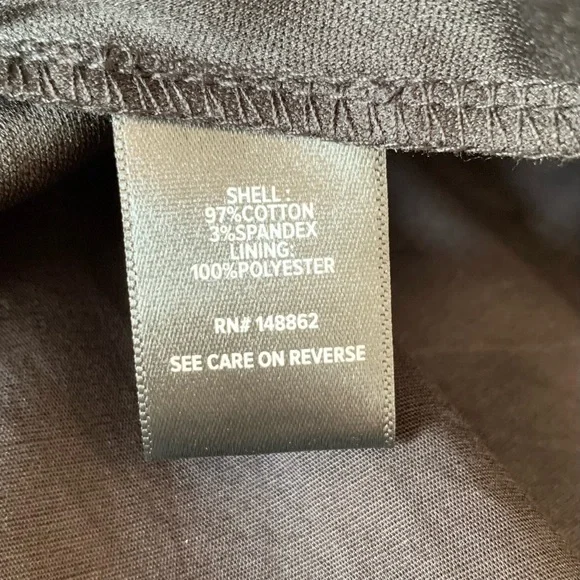 SHELL :
97%COTTON
3%SPANDEX
LINING:
100%POLYESTER
RN# 148862
SEE CARE ON REVERSE